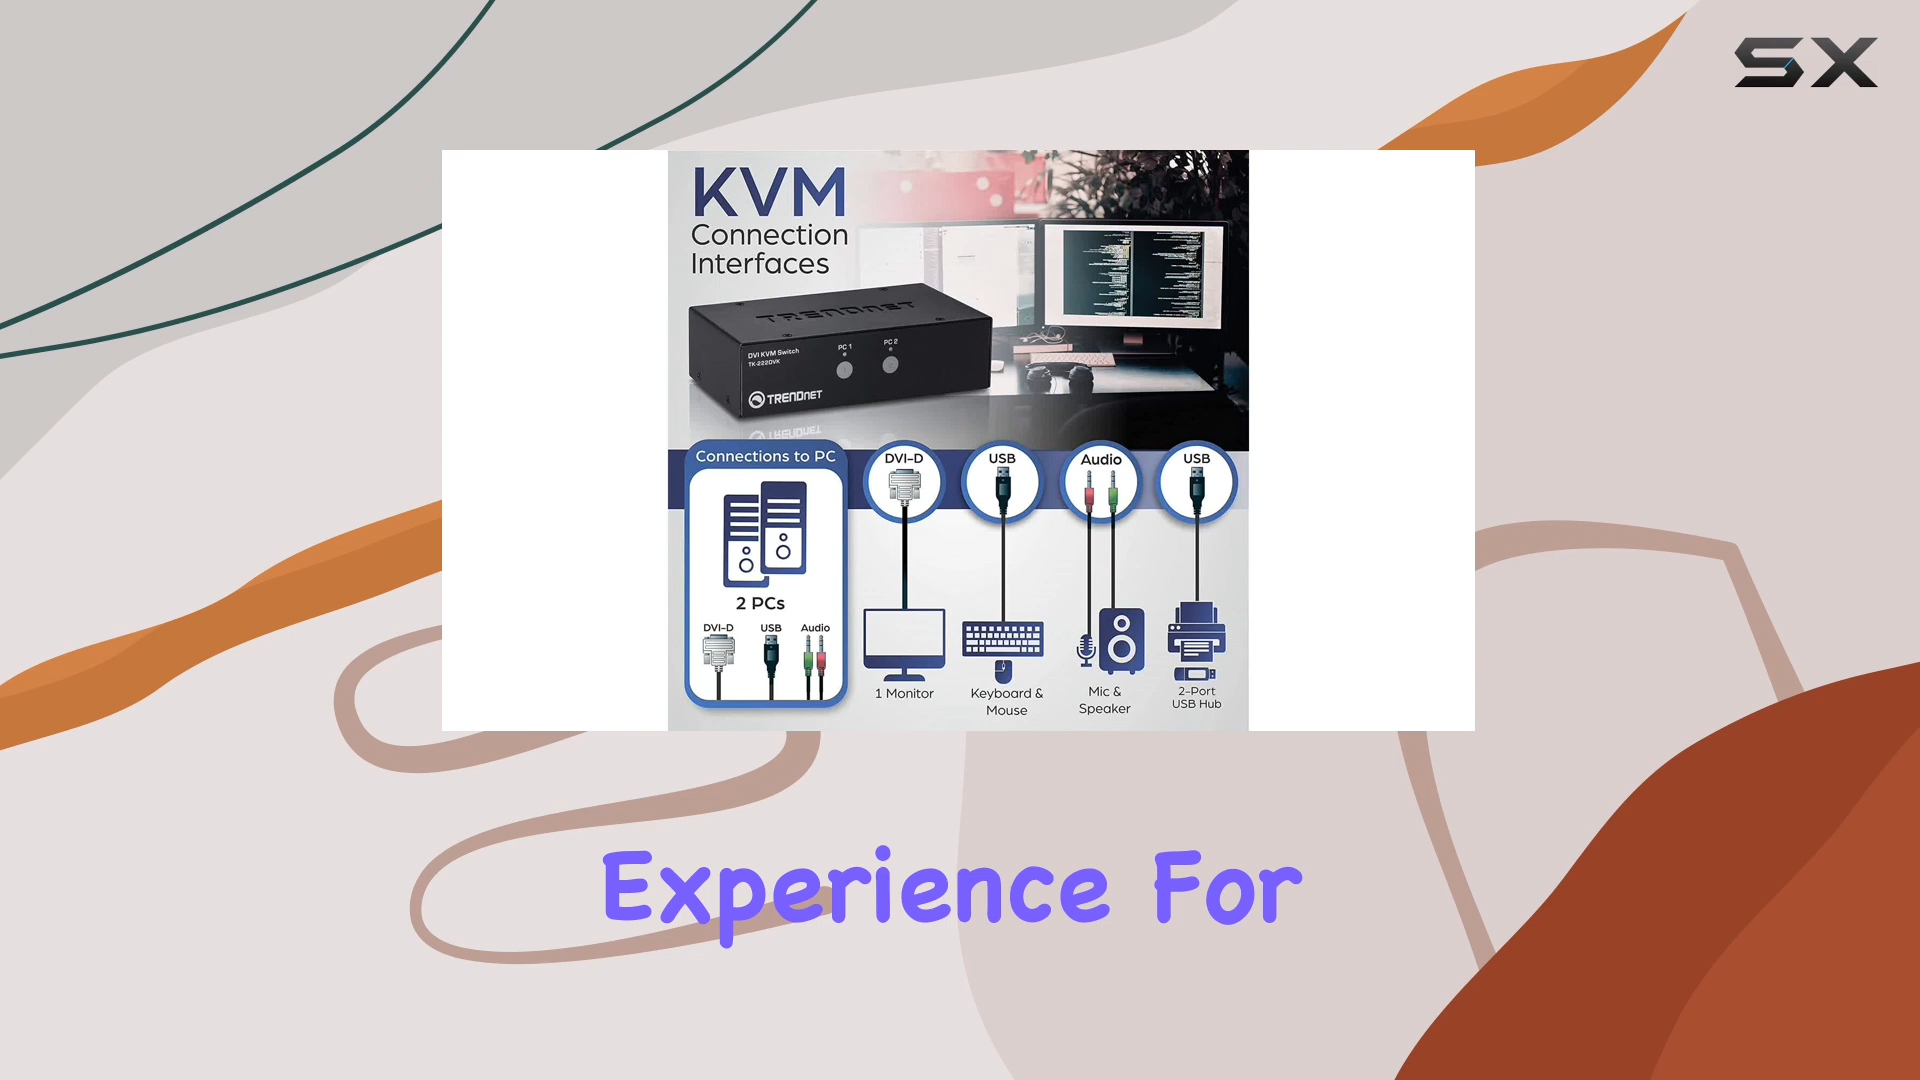 SX
KVM
Connection
Interfaces
TRENDNET
DVI KVM Switch
TK-222DVK
PC 1
PC 2
TRENDNET
Connections to PC
2 PCs
DVI-D
USB
Audio
DVI-D
USB
Audio
USB
1 Monitor
Keyboard &
Mouse
Mic &
Speaker
2-Port
USB Hub
Experience For